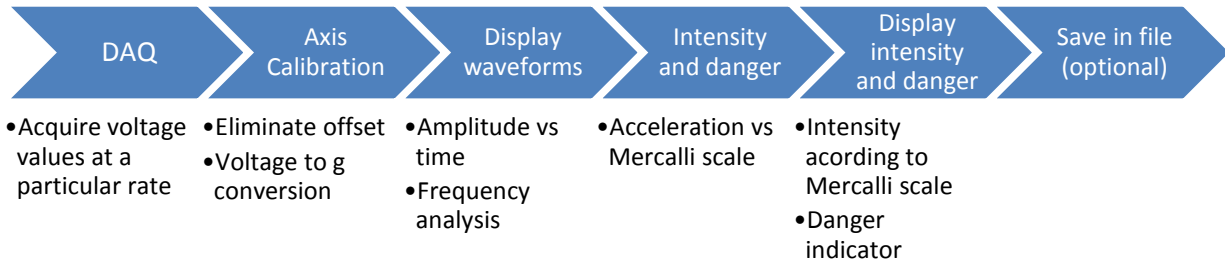 DAQ
Axis
Calibration
Display
waveforms
Intensity
and danger
Display
intensity
and danger
Save in file
(optional)
•Acquire voltage
values at a
particular rate
•Eliminate offset
•Voltage to g
conversion
•Amplitude vs
time
•Frequency
analysis
•Acceleration vs
Mercalli scale
•Intensity
acording to
Mercalli scale
•Danger
indicator